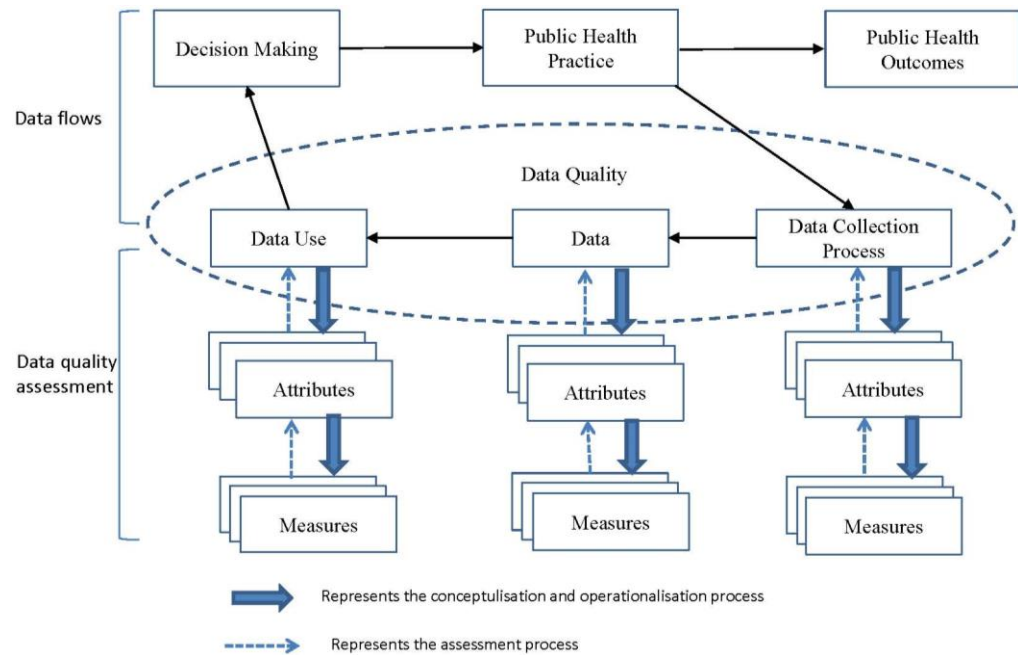 Decision Making
Public Health
Practice
Public Health
Outcomes
Data flows
Data Quality
Data Use
Data
Data Collection
Process
Data quality
assessment
Attributes
Attributes
Attributes
Measures
Measures
Measures
Represents the conceptulisation and operationalisation process
Represents the assessment process